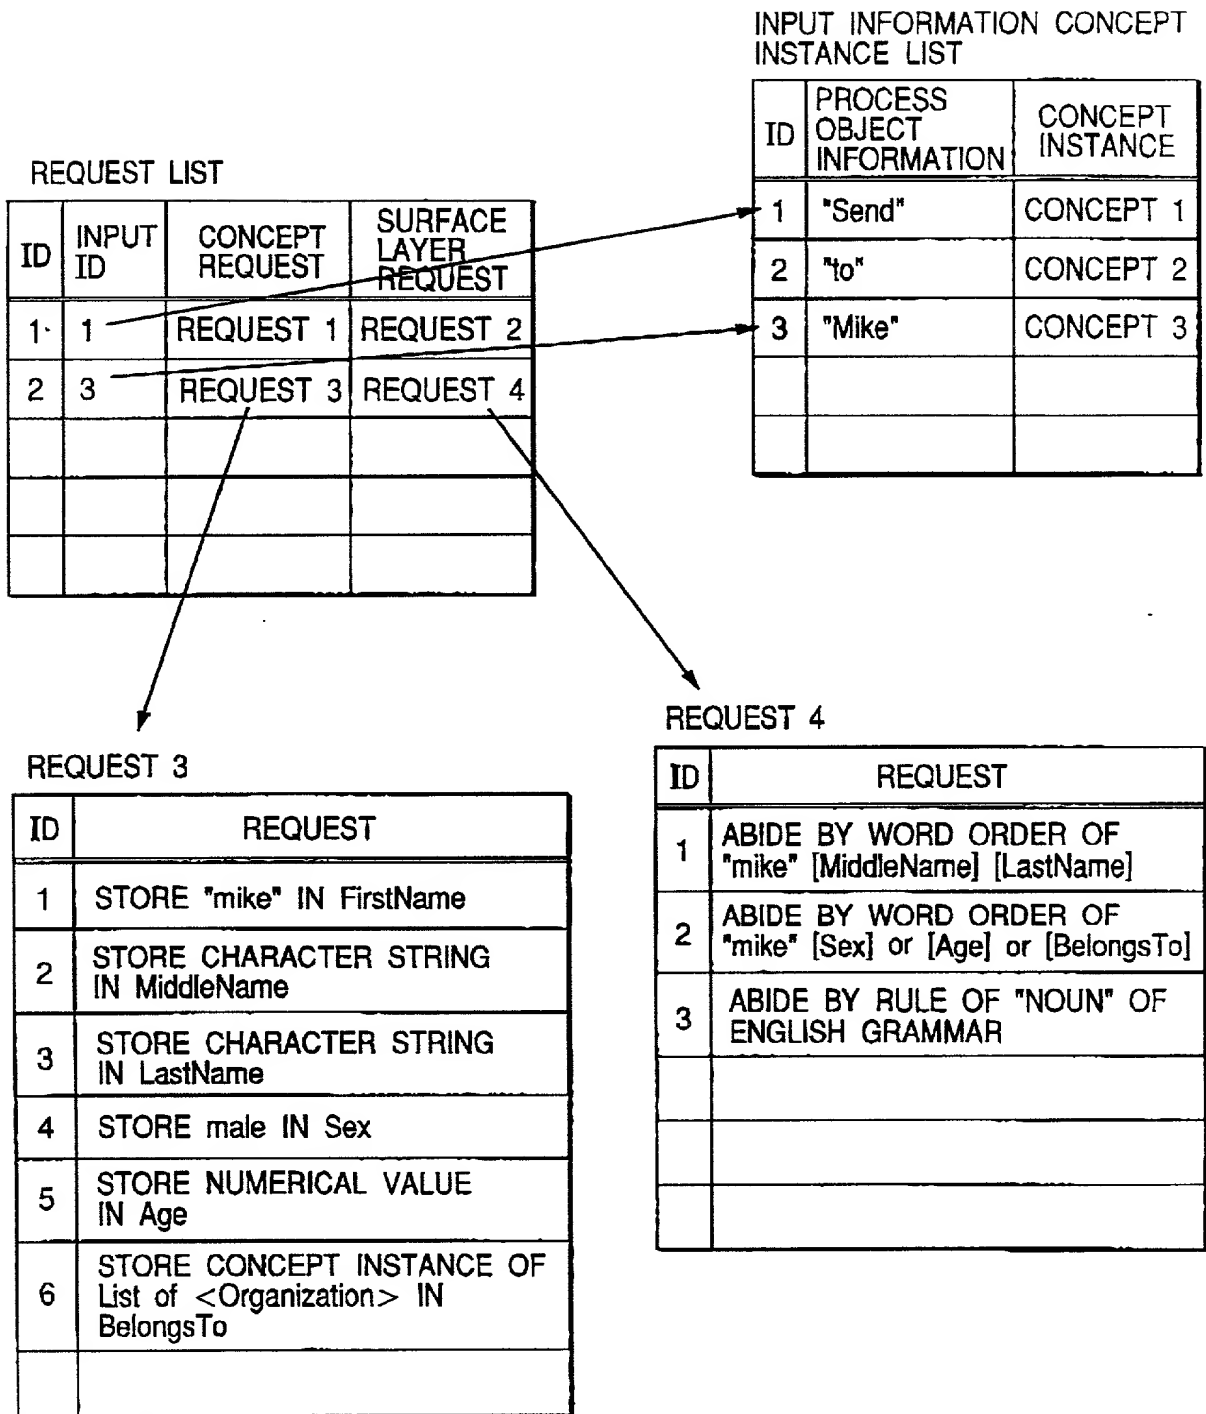 INPUT INFORMATION CONCEPT
INSTANCE LIST
ID
PROCESS
OBJECT
INFORMATION
CONCEPT
INSTANCE
1 "Send" CONCEPT 1
2 "to" CONCEPT 2
3 "Mike" CONCEPT 3
REQUEST LIST
ID
INPUT
ID
CONCEPT
REQUEST
SURFACE
LAYER
REQUEST
1 1 REQUEST 1 REQUEST 2
2 3 REQUEST 3 REQUEST 4
REQUEST 3
ID REQUEST
1 STORE "mike" IN FirstName
2 STORE CHARACTER STRING
IN MiddleName
3 STORE CHARACTER STRING
IN LastName
4 STORE male IN Sex
5 STORE NUMERICAL VALUE
IN Age
6 STORE CONCEPT INSTANCE OF
List of <Organization> IN
BelongsTo
REQUEST 4
ID REQUEST
1 ABIDE BY WORD ORDER OF
"mike" [MiddleName] [LastName]
2 ABIDE BY WORD ORDER OF
"mike" [Sex] or [Age] or [BelongsTo]
3 ABIDE BY RULE OF "NOUN" OF
ENGLISH GRAMMAR